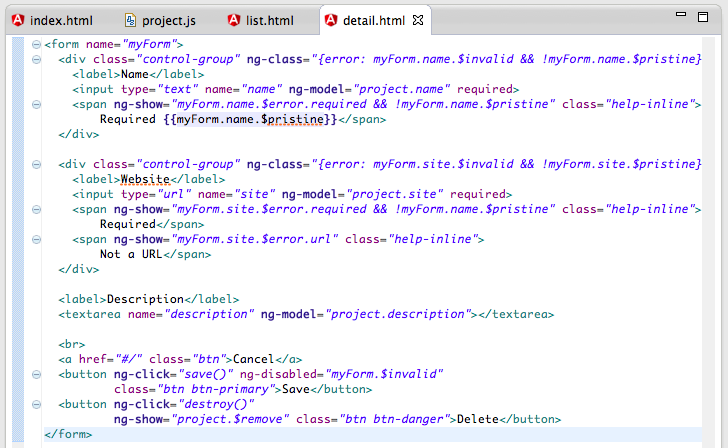 index.html project.js list.html detail.html
<form name="myForm">
<div class="control-group" ng-class="{error: myForm.name.$invalid && !myForm.name.$pristine}
<label>Name</label>
<input type="text" name="name" ng-model="project.name" required>
<span ng-show="myForm.name.$error.required && !myForm.name.$pristine" class="help-inline">
Required {{myForm.name.$pristine}}</span>
</div>
<div class="control-group" ng-class="{error: myForm.site.$invalid && !myForm.site.$pristine}
<label>Website</label>
<input type="url" name="site" ng-model="project.site" required>
<span ng-show="myForm.site.$error.required && !myForm.name.$pristine" class="help-inline">
Required</span>
<span ng-show="myForm.site.$error.url" class="help-inline">
Not a URL</span>
</div>
<label>Description</label>
<textarea name="description" ng-model="project.description"></textarea>
<br>
<a href="#/" class="btn">Cancel</a>
<button ng-click="save()" ng-disabled="myForm.$invalid"
class="btn btn-primary">Save</button>
<button ng-click="destroy()"
ng-show="project.$remove" class="btn btn-danger">Delete</button>
</form>